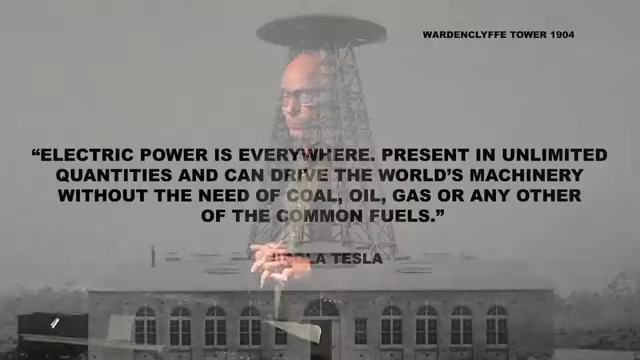 WARDENCLYFFE TOWER 1904
“ELECTRIC POWER IS EVERYWHERE. PRESENT IN UNLIMITED
QUANTITIES AND CAN DRIVE THE WORLD’S MACHINERY
WITHOUT THE NEED OF COAL, OIL, GAS OR ANY OTHER
OF THE COMMON FUELS.”
NIKOLA TESLA